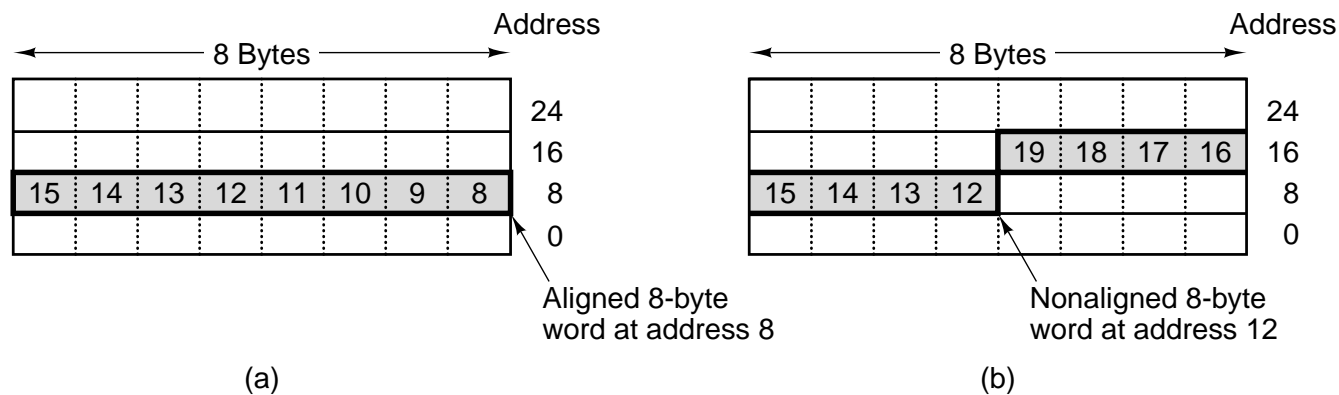 Address
8 Bytes
24
16
15 14 13 12 11 10 9 8 8
0
Aligned 8-byte
word at address 8
(a)
Address
8 Bytes
24
19 18 17 16 16
15 14 13 12 8
0
Nonaligned 8-byte
word at address 12
(b)